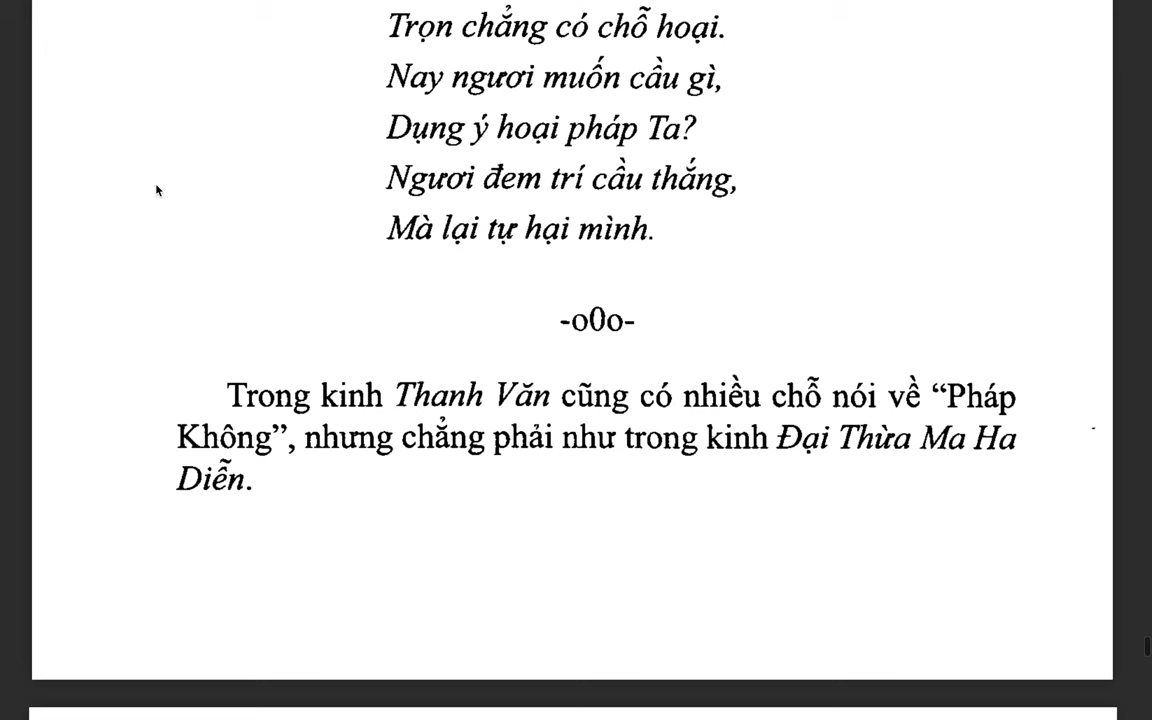 Trọn chẳng có chỗ hoại.
Nay ngươi muốn cầu gì,
Dụng ý hoại pháp Ta?
Ngươi đem trí cầu thắng,
Mà lại tự hại mình.
-o0o-
Trong kinh Thanh Văn cũng có nhiều chỗ nói về “Pháp
Không”, nhưng chẳng phải như trong kinh Đại Thừa Ma Ha
Diễn.